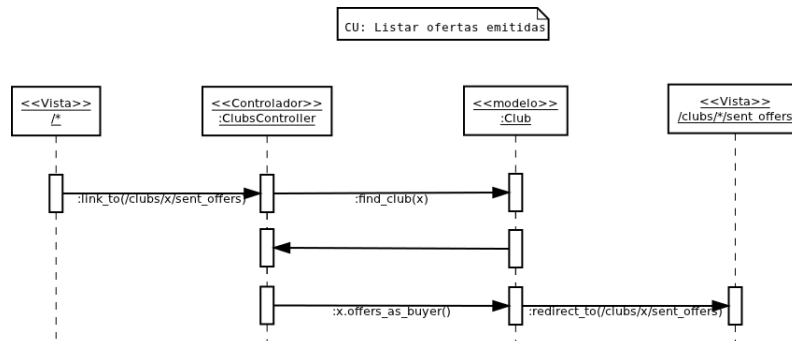 CU: Listar ofertas emitidas
<<Vista>>
/*
<<Controlador>>
:ClubsController
<<modelo>>
:Club
<<Vista>>
/clubs/*/sent_offers
:link_to(/clubs/x/sent_offers)
:find_club(x)
:x.offers_as_buyer()
:redirect_to(/clubs/x/sent_offers)